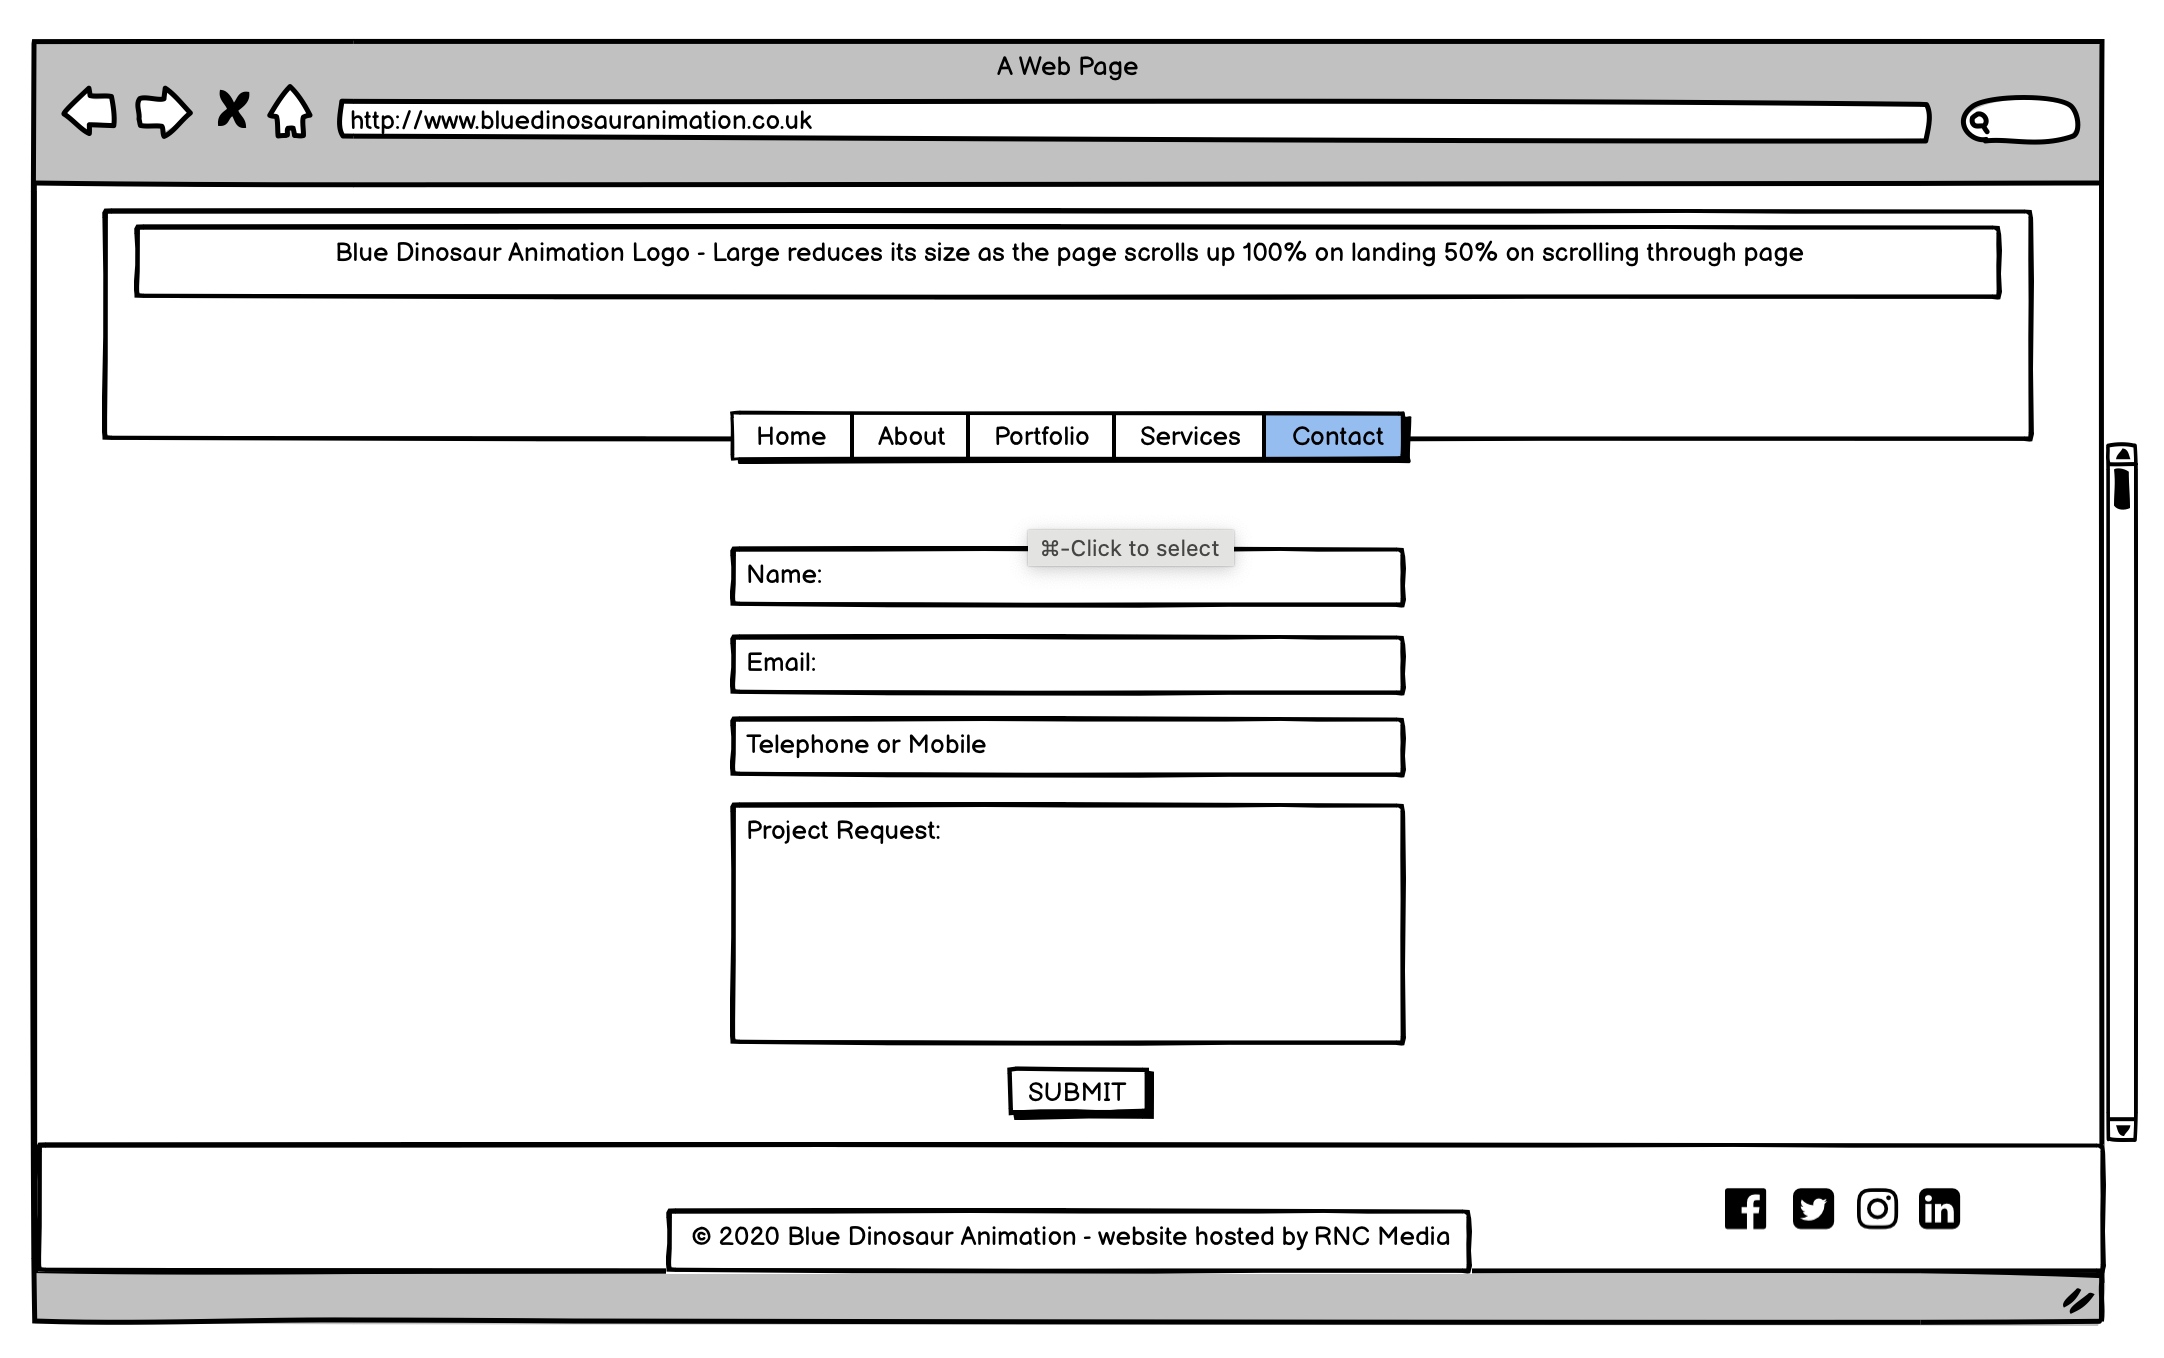 A Web Page
http://www.bluedinosauranimation.co.uk
Blue Dinosaur Animation Logo - Large reduces its size as the page scrolls up 100% on landing 50% on scrolling through page
Home About Portfolio Services Contact
⌘-Click to select
Name:
Email:
Telephone or Mobile
Project Request:
SUBMIT
© 2020 Blue Dinosaur Animation - website hosted by RNC Media